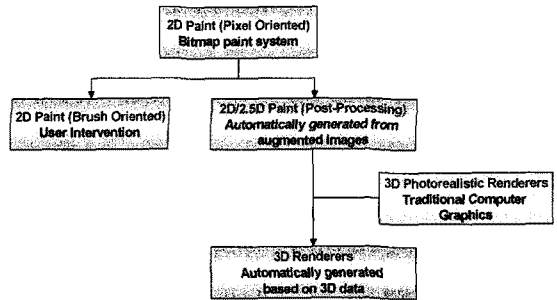 2D Paint (Pixel Oriented)
Bitmap paint system
2D Paint (Brush Oriented)
User Intervention
2D/2.5D Paint (Post-Processing)
Automatically generated from
augmented images
3D Photorealistic Renderers
Traditional Computer
Graphics
3D Renderers
Automatically generated
based on 3D data